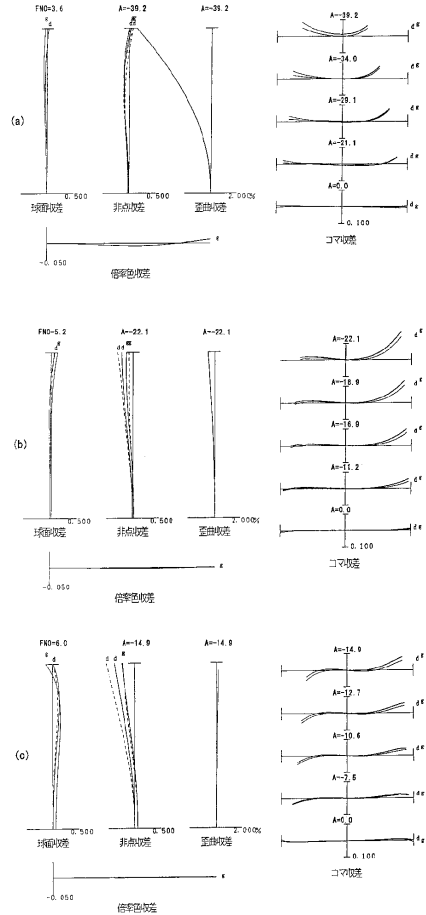 FNO=3.6 A=-39.2 A=-39.2
g
d
d d
(a)
0.500 0.500 2.000%
球面収差 非点収差 歪曲収差
g
-0.050
倍率色収差
A=-39.2
d g
A=-34.0
d g
A=-29.1
d g
A=-21.1
d g
A=0.0
d g
0.100
コマ収差
FNO=5.2 A=-22.1 A=-22.1
g
d
d d
(b)
0.500 0.500 2.000%
球面収差 非点収差 歪曲収差
g
-0.050
倍率色収差
A=-22.1
d g
A=-18.9
d g
A=-16.9
d g
A=-11.2
d g
A=0.0
d g
0.100
コマ収差
FNO=6.0 A=-14.9 A=-14.9
g d
d d g
(c)
0.500 0.500 2.000%
球面収差 非点収差 歪曲収差
g
-0.050
倍率色収差
A=-14.9
d g
A=-12.7
d g
A=-10.6
d g
A=-7.5
d g
A=0.0
d g
0.100
コマ収差